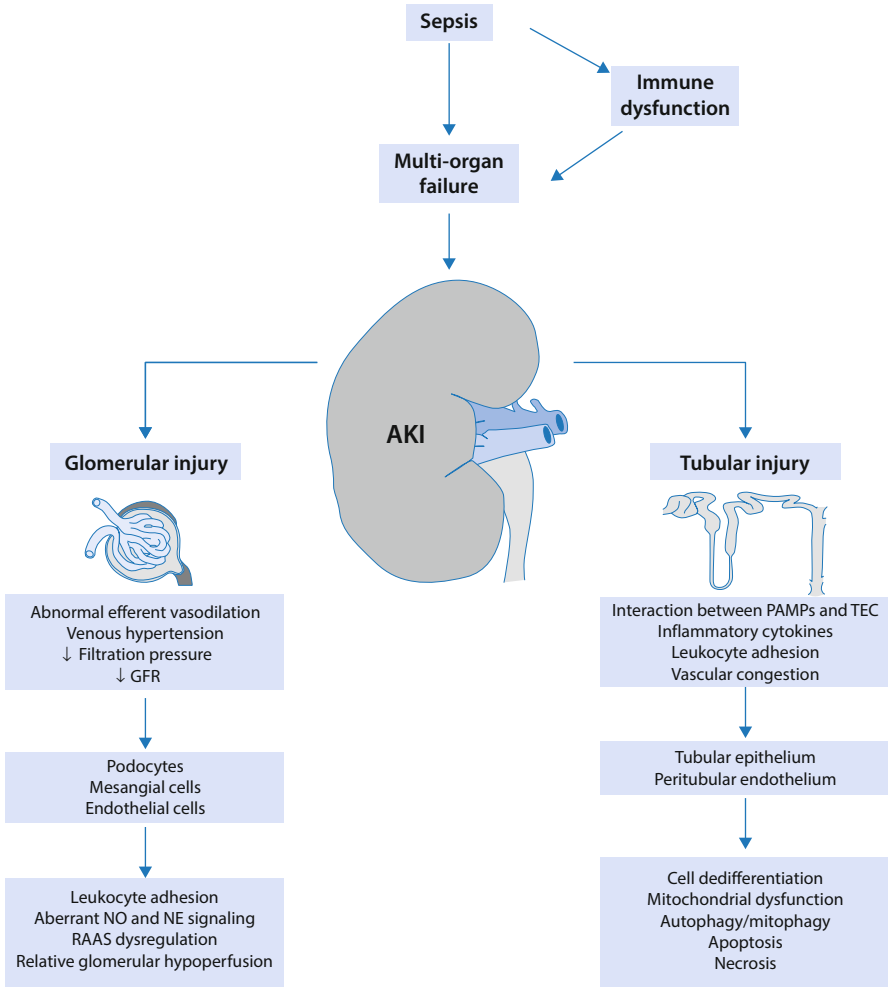 Sepsis
Immune
dysfunction
Multi-organ
failure
AKI
Glomerular injury
Tubular injury
Abnormal efferent vasodilation
Venous hypertension
↓ Filtration pressure
↓ GFR
Interaction between PAMPs and TEC
Inflammatory cytokines
Leukocyte adhesion
Vascular congestion
Podocytes
Mesangial cells
Endothelial cells
Tubular epithelium
Peritubular endothelium
Leukocyte adhesion
Aberrant NO and NE signaling
RAAS dysregulation
Relative glomerular hypoperfusion
Cell dedifferentiation
Mitochondrial dysfunction
Autophagy/mitophagy
Apoptosis
Necrosis